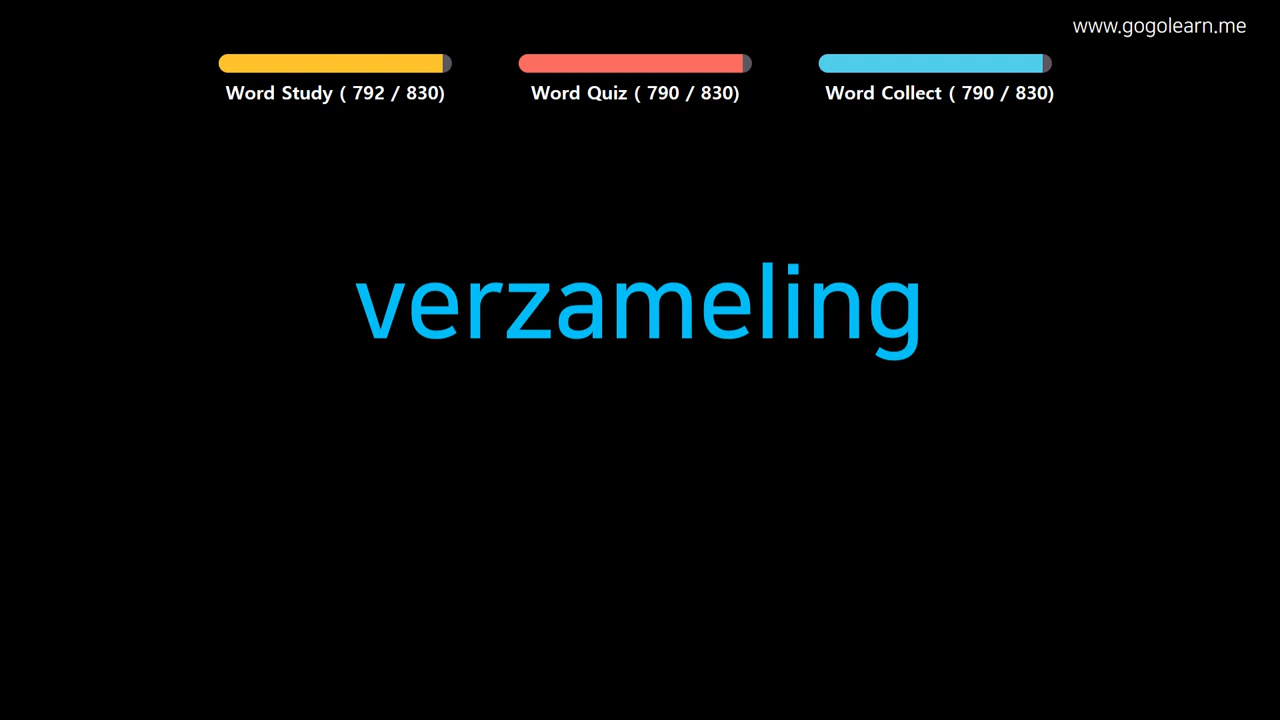 www.gogolearn.me
Word Study ( 792 / 830)
Word Quiz ( 790 / 830)
Word Collect ( 790 / 830)
verzameling